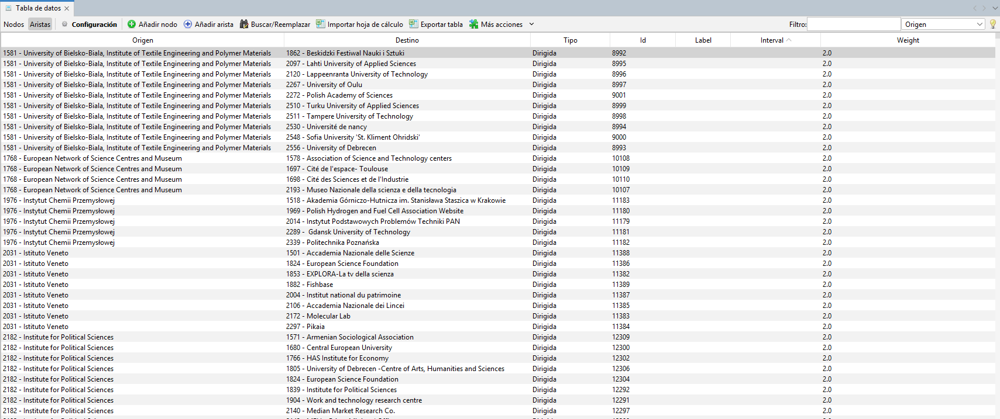 Tabla de datos
Nodos Aristas Configuración Añadir nodo Añadir arista Buscar/Reemplazar Importar hoja de cálculo Exportar tabla Más acciones Filtro: Origen
Origen Destino Tipo Id Label Interval Weight
1581 - University of Bielsko-Biala, Institute of Textile Engineering and Polymer Materials 1862 - Beskidzki Festiwal Nauki i Sztuki Dirigida 8992 2.0
1581 - University of Bielsko-Biala, Institute of Textile Engineering and Polymer Materials 2097 - Lahti University of Applied Sciences Dirigida 8995 2.0
1581 - University of Bielsko-Biala, Institute of Textile Engineering and Polymer Materials 2120 - Lappeenranta University of Technology Dirigida 8996 2.0
1581 - University of Bielsko-Biala, Institute of Textile Engineering and Polymer Materials 2267 - University of Oulu Dirigida 8997 2.0
1581 - University of Bielsko-Biala, Institute of Textile Engineering and Polymer Materials 2272 - Polish Academy of Sciences Dirigida 9001 2.0
1581 - University of Bielsko-Biala, Institute of Textile Engineering and Polymer Materials 2510 - Turku University of Applied Sciences Dirigida 8999 2.0
1581 - University of Bielsko-Biala, Institute of Textile Engineering and Polymer Materials 2511 - Tampere University of Technology Dirigida 8998 2.0
1581 - University of Bielsko-Biala, Institute of Textile Engineering and Polymer Materials 2530 - Université de nancy Dirigida 8994 2.0
1581 - University of Bielsko-Biala, Institute of Textile Engineering and Polymer Materials 2548 - Sofia University 'St. Kliment Ohridski' Dirigida 9000 2.0
1581 - University of Bielsko-Biala, Institute of Textile Engineering and Polymer Materials 2556 - University of Debrecen Dirigida 8993 2.0
1768 - European Network of Science Centres and Museum 1578 - Association of Science and Technology centers Dirigida 10108 2.0
1768 - European Network of Science Centres and Museum 1697 - Cité de l'espace- Toulouse Dirigida 10109 2.0
1768 - European Network of Science Centres and Museum 1698 - Cité des Sciences et de l'Industrie Dirigida 10110 2.0
1768 - European Network of Science Centres and Museum 2193 - Museo Nazionale della scienza e della tecnologia Dirigida 10107 2.0
1976 - Instytut Chemii Przemysłowej 1518 - Akademia Górniczo-Hutnicza im. Stanisława Staszica w Krakowie Dirigida 11183 2.0
1976 - Instytut Chemii Przemysłowej 1969 - Polish Hydrogen and Fuel Cell Association Website Dirigida 11180 2.0
1976 - Instytut Chemii Przemysłowej 2014 - Instytut Podstawowych Problemów Techniki PAN Dirigida 11179 2.0
1976 - Instytut Chemii Przemysłowej 2289 - Gdansk University of Technology Dirigida 11181 2.0
1976 - Instytut Chemii Przemysłowej 2339 - Politechnika Poznańska Dirigida 11182 2.0
2031 - Istituto Veneto 1501 - Accademia Nazionale delle Scienze Dirigida 11388 2.0
2031 - Istituto Veneto 1824 - European Science Foundation Dirigida 11386 2.0
2031 - Istituto Veneto 1853 - EXPLORA-La tv della scienza Dirigida 11382 2.0
2031 - Istituto Veneto 1882 - Fishbase Dirigida 11389 2.0
2031 - Istituto Veneto 2004 - Institut national du patrimoine Dirigida 11387 2.0
2031 - Istituto Veneto 2106 - Accademia Nazionale dei Lincei Dirigida 11385 2.0
2031 - Istituto Veneto 2172 - Molecular Lab Dirigida 11383 2.0
2031 - Istituto Veneto 2297 - Pikaia Dirigida 11384 2.0
2182 - Institute for Political Sciences 1571 - Armenian Sociological Association Dirigida 12309 2.0
2182 - Institute for Political Sciences 1680 - Central European University Dirigida 12300 2.0
2182 - Institute for Political Sciences 1766 - HAS Institute for Economy Dirigida 12302 2.0
2182 - Institute for Political Sciences 1805 - University of Debrecen -Centre of Arts, Humanities and Sciences Dirigida 12306 2.0
2182 - Institute for Political Sciences 1824 - European Science Foundation Dirigida 12304 2.0
2182 - Institute for Political Sciences 1839 - Institute for Political Sciences Dirigida 12292 2.0
2182 - Institute for Political Sciences 1904 - Work and technology research centre Dirigida 12291 2.0
2182 - Institute for Political Sciences 2140 - Median Market Research Co. Dirigida 12297 2.0